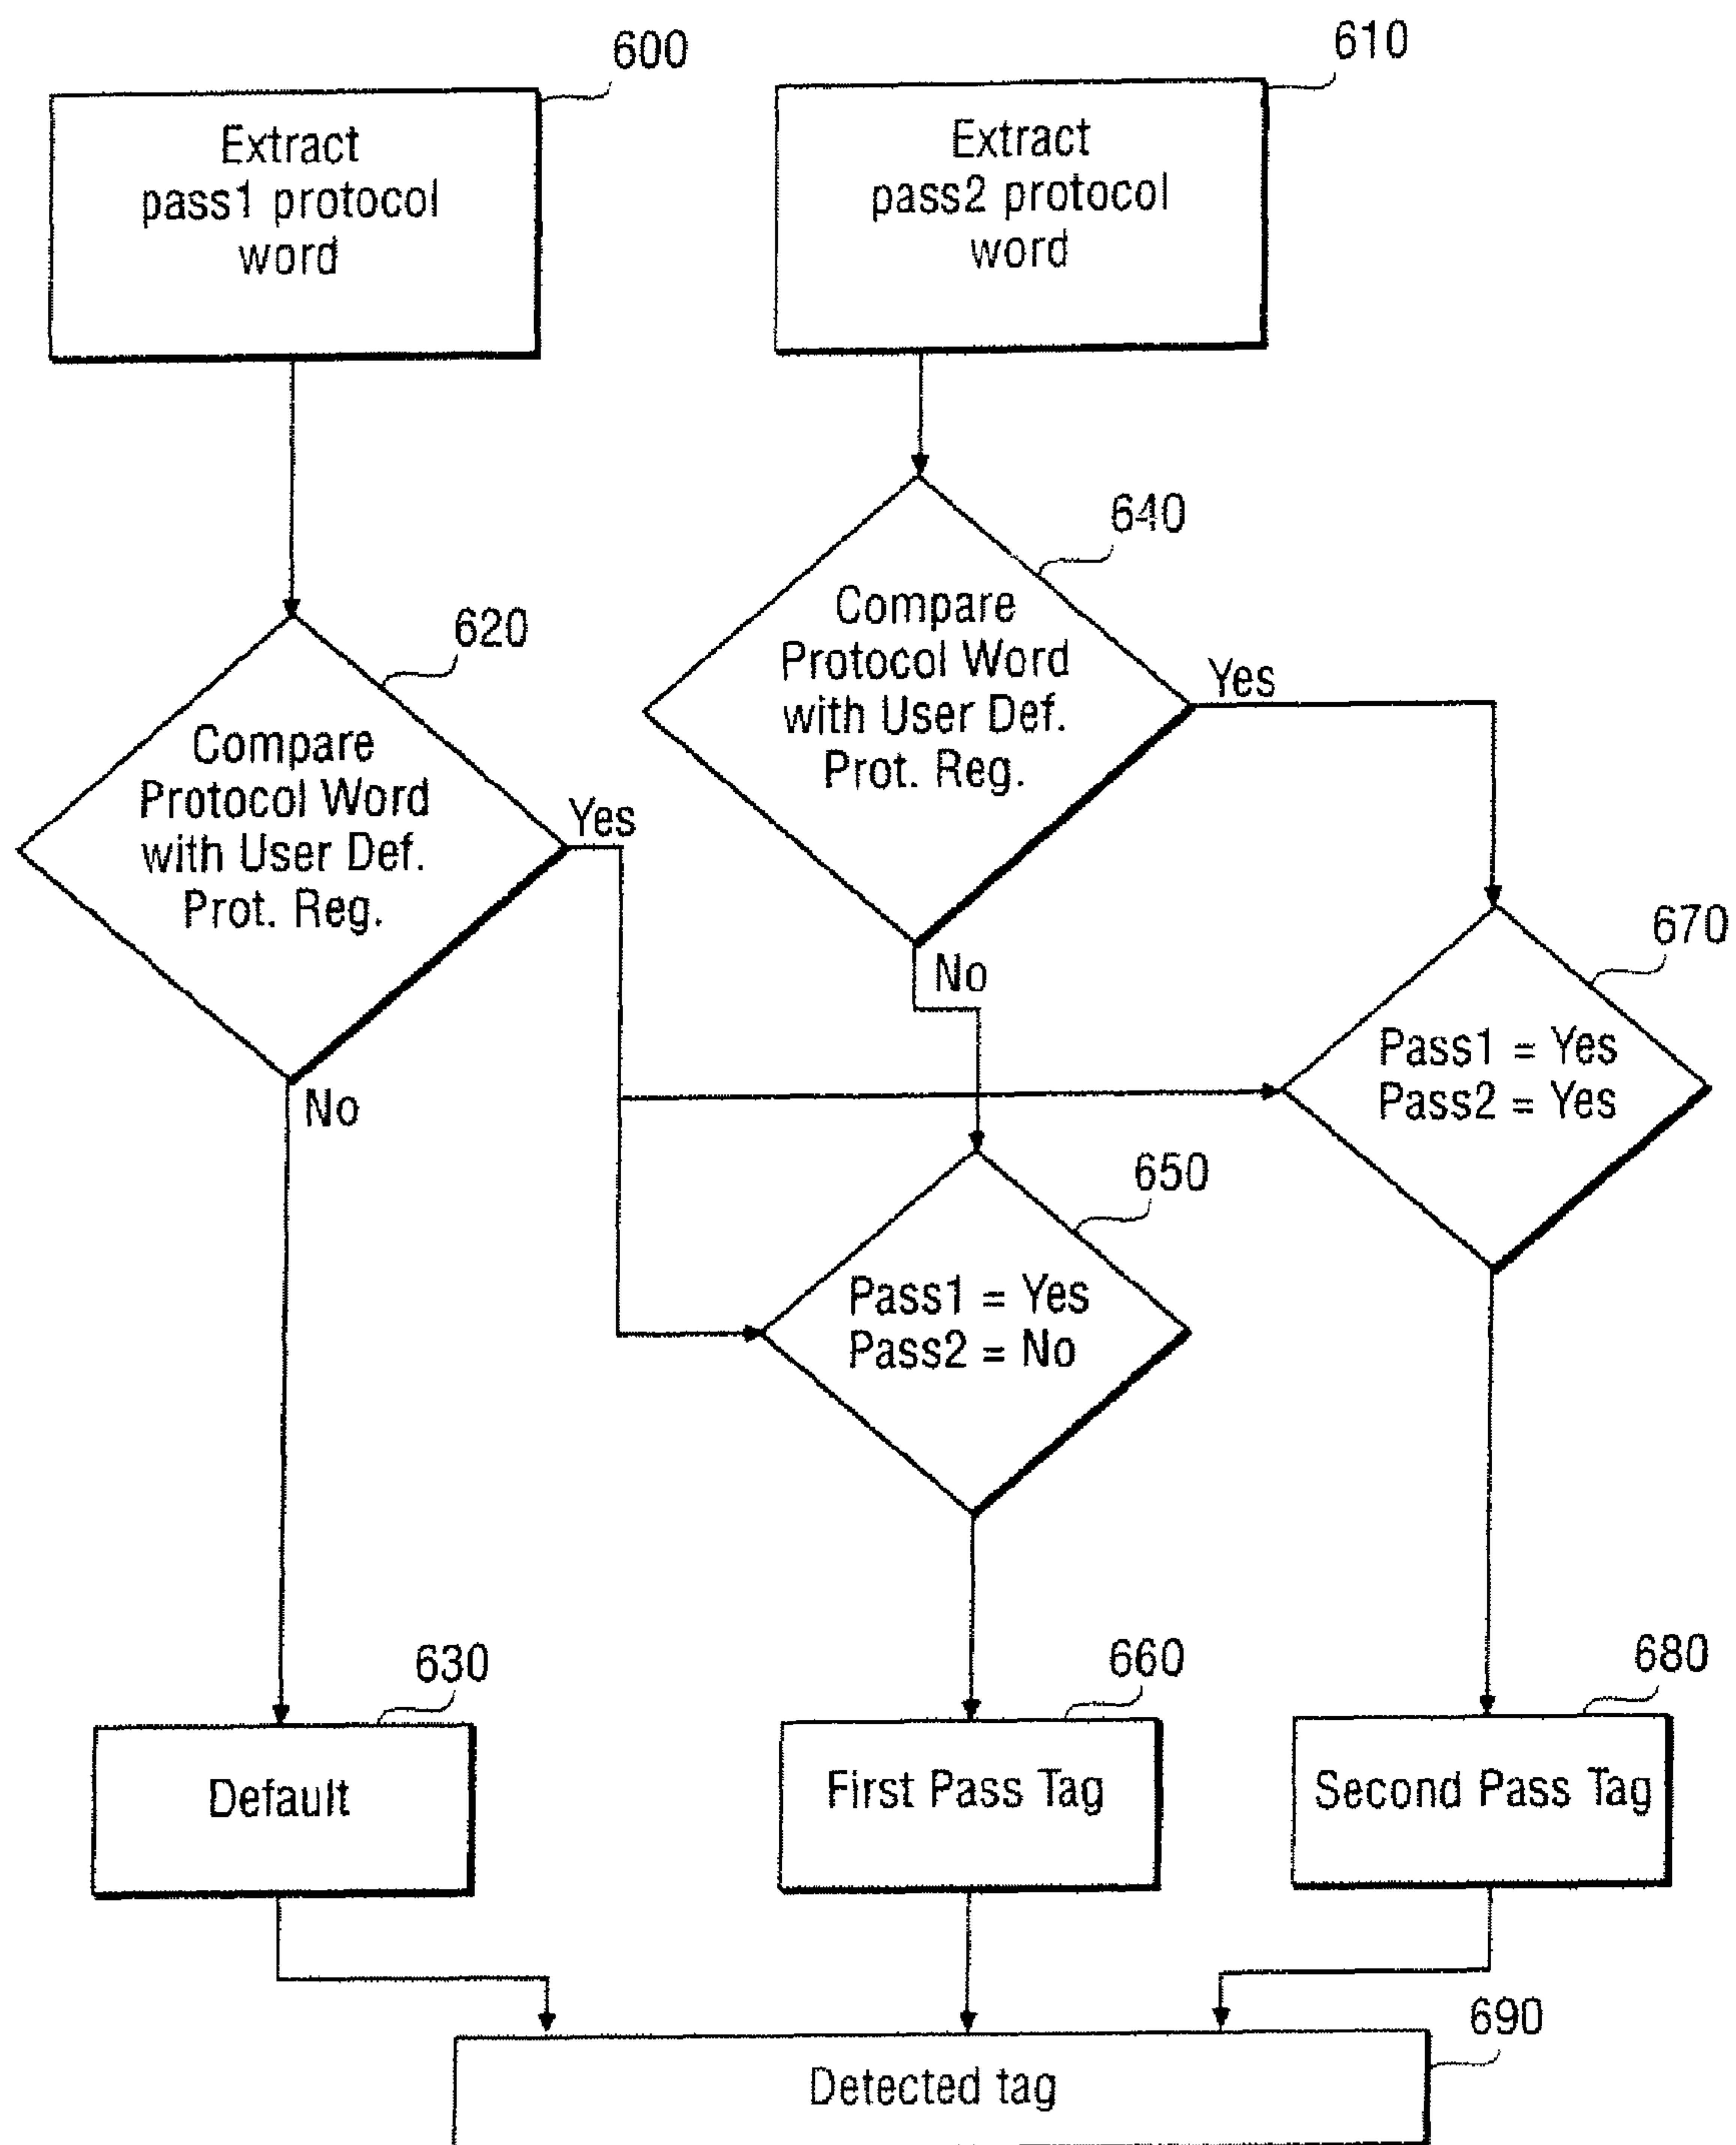 600
Extract
pass1 protocol
word
610
Extract
pass2 protocol
word
620
Compare
Protocol Word
with User Def.
Prot. Reg.
Yes
No
640
Compare
Protocol Word
with User Def.
Prot. Reg.
Yes
No
670
Pass1 = Yes
Pass2 = Yes
650
Pass1 = Yes
Pass2 = No
630
Default
660
First Pass Tag
680
Second Pass Tag
690
Detected tag